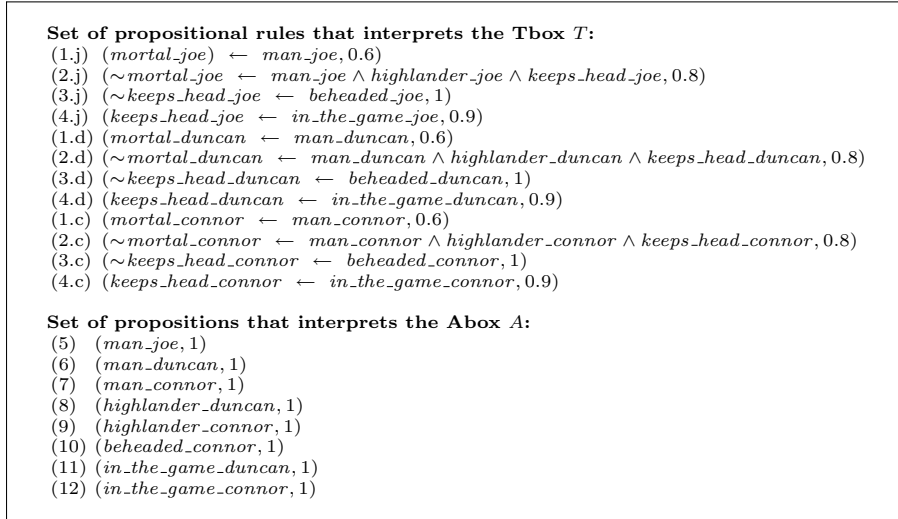 Set of propositional rules that interprets the Tbox T:
(1.j) (mortal_joe) ← man_joe, 0.6)
(2.j) (∼mortal_joe ← man_joe ∧ highlander_joe ∧ keeps_head_joe, 0.8)
(3.j) (∼keeps_head_joe ← beheaded_joe, 1)
(4.j) (keeps_head_joe ← in_the_game_joe, 0.9)
(1.d) (mortal_duncan ← man_duncan, 0.6)
(2.d) (∼mortal_duncan ← man_duncan ∧ highlander_duncan ∧ keeps_head_duncan, 0.8)
(3.d) (∼keeps_head_duncan ← beheaded_duncan, 1)
(4.d) (keeps_head_duncan ← in_the_game_duncan, 0.9)
(1.c) (mortal_connor ← man_connor, 0.6)
(2.c) (∼mortal_connor ← man_connor ∧ highlander_connor ∧ keeps_head_connor, 0.8)
(3.c) (∼keeps_head_connor ← beheaded_connor, 1)
(4.c) (keeps_head_connor ← in_the_game_connor, 0.9)
Set of propositions that interprets the Abox A:
(5) (man_joe, 1)
(6) (man_duncan, 1)
(7) (man_connor, 1)
(8) (highlander_duncan, 1)
(9) (highlander_connor, 1)
(10) (beheaded_connor, 1)
(11) (in_the_game_duncan, 1)
(12) (in_the_game_connor, 1)